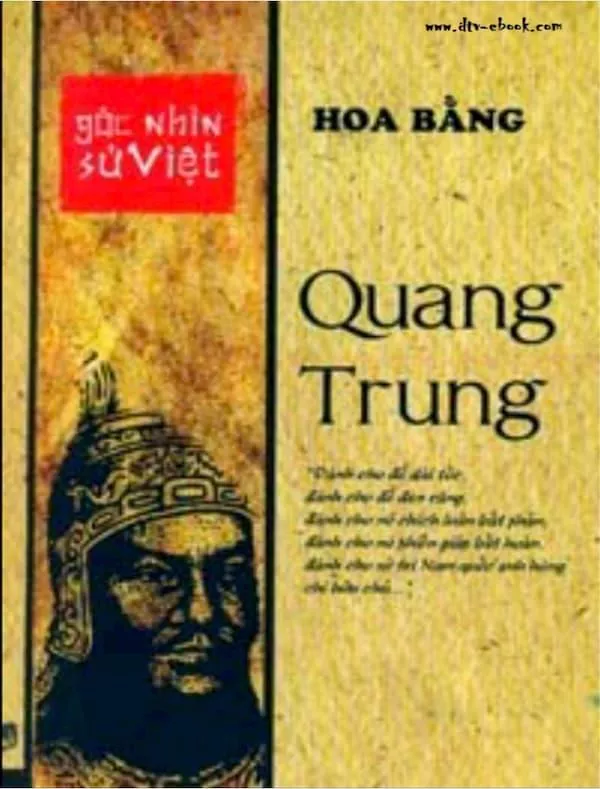 www.dtv-ebook.com
góc nhìn
sử Việt
HOA BẰNG
Quang
Trung
"Đánh cho để dài tóc
đánh cho để đen răng
đánh cho nó chích luân bất phản,
đánh cho nó phiến giáp bất hoàn
đánh cho sử tri Nam quốc anh hùng
chi hữu chủ...